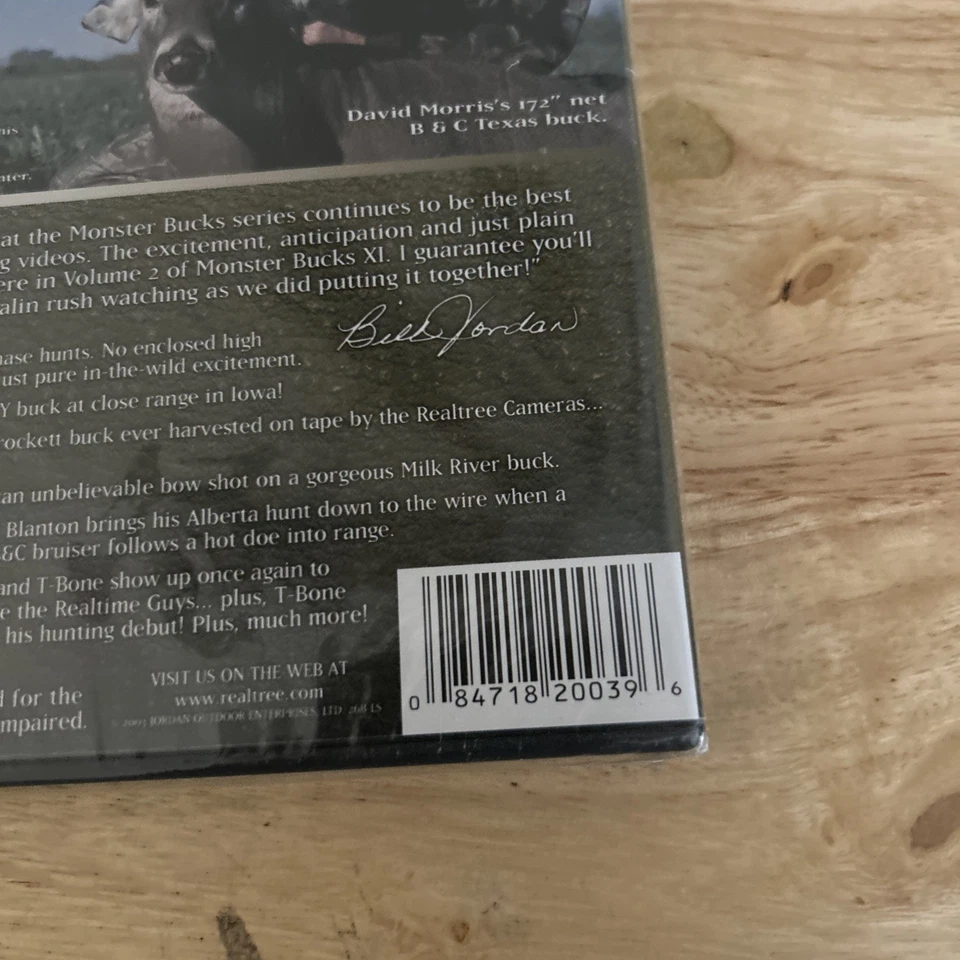 David Morris's 172" net
B & C Texas buck.
at the Monster Bucks series continues to be the best
g videos. The excitement, anticipation and just plain
ere in Volume 2 of Monster Bucks XI. I guarantee you'll
alin rush watching as we did putting it together!"
Bill Jordan
ase hunts. No enclosed high
ust pure in-the-wild excitement.
Y buck at close range in Iowa!
rockett buck ever harvested on tape by the Realtree Cameras...
an unbelievable bow shot on a gorgeous Milk River buck.
Blanton brings his Alberta hunt down to the wire when a
&C bruiser follows a hot doe into range.
and T-Bone show up once again to
e the Realtime Guys... plus, T-Bone
his hunting debut! Plus, much more!
VISIT US ON THE WEB AT
www.realtree.com
d for the
mpaired.
JORDAN OUTDOOR ENTERPRISES, LTD.
0 84718 20039 6